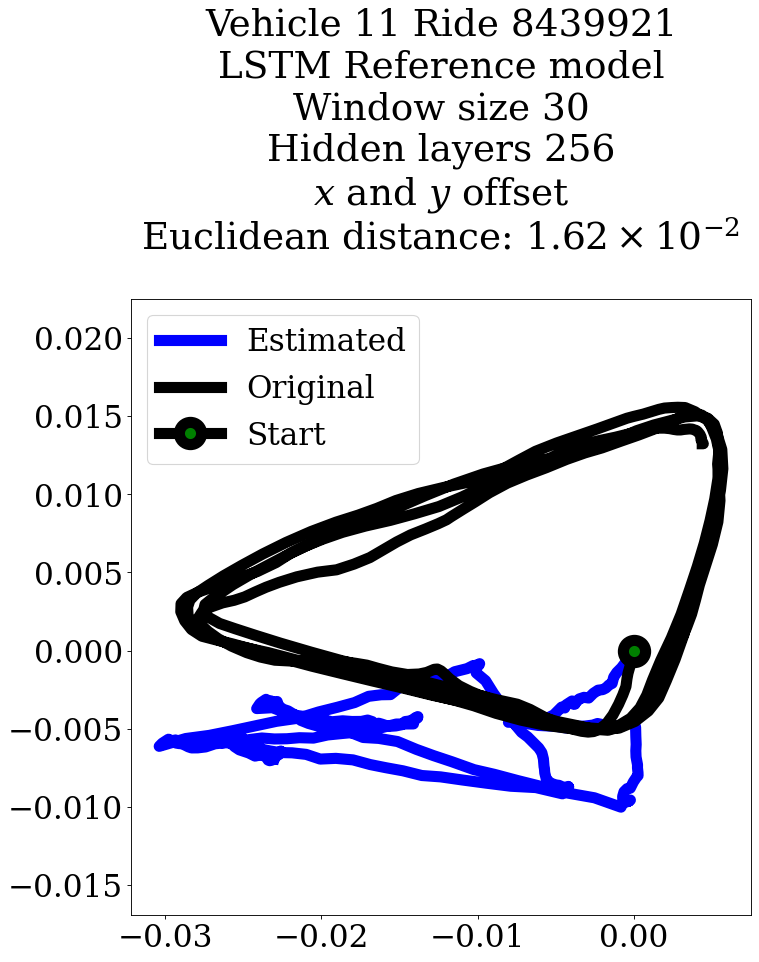 Vehicle 11 Ride 8439921
LSTM Reference model
Window size 30
Hidden layers 256
x and y offset
Euclidean distance: 1.62 × 10⁻²
Estimated
Original
Start
0.020
0.015
0.010
0.005
0.000
−0.005
−0.010
−0.015
−0.03 −0.02 −0.01 0.00